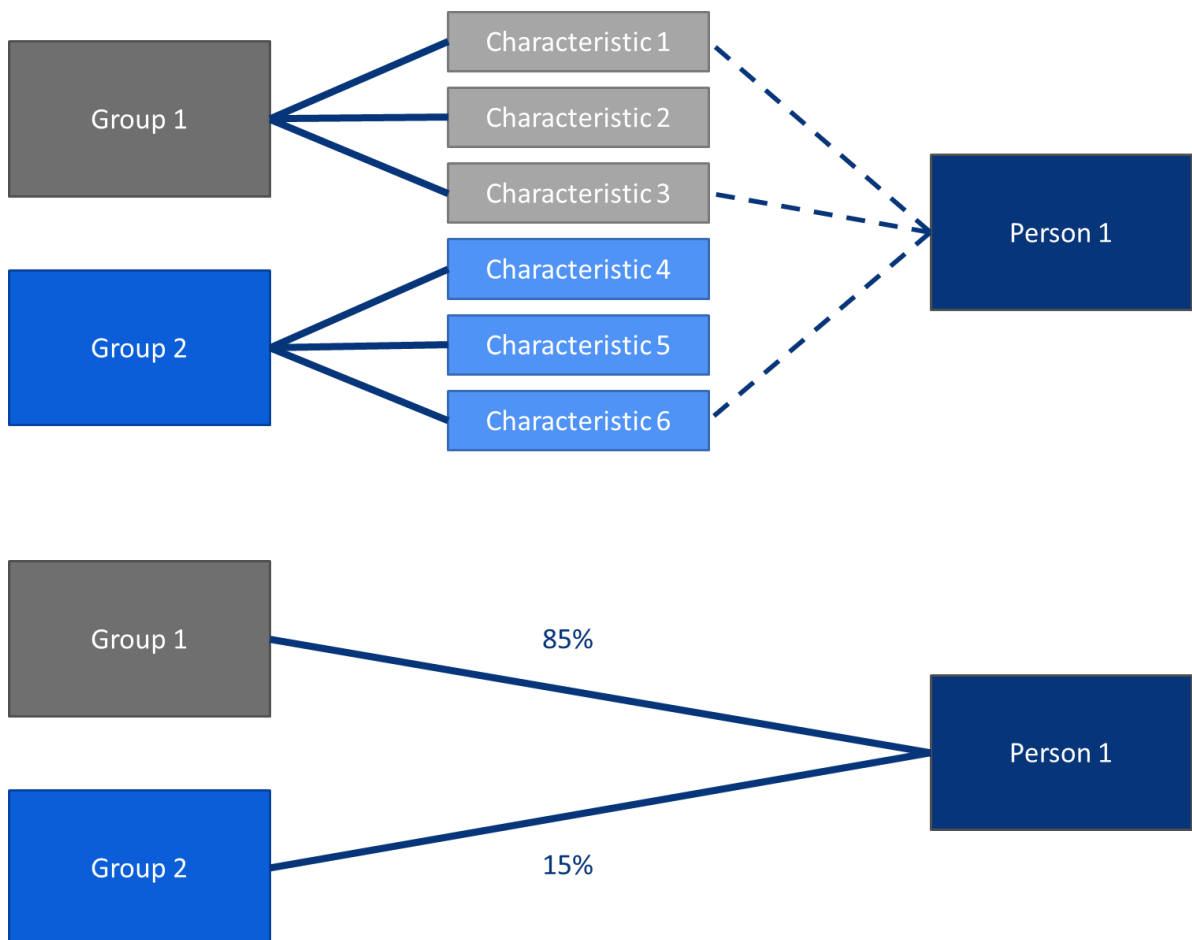 Group 1
Characteristic 1
Characteristic 2
Characteristic 3
Group 2
Characteristic 4
Characteristic 5
Characteristic 6
Person 1
Group 1
85%
Group 2
15%
Person 1